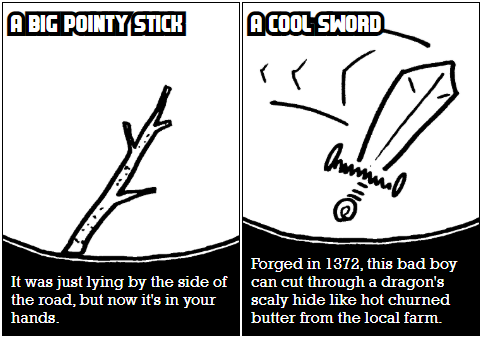 A BIG POINTY STICK
It was just lying by the side of
the road, but now it's in your
hands.
A COOL SWORD
Forged in 1372, this bad boy
can cut through a dragon's
scaly hide like hot churned
butter from the local farm.